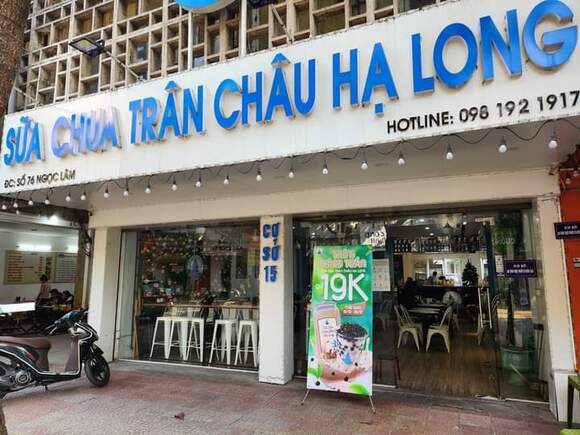 SỮA CHUA TRÂN CHÂU HẠ LONG
HOTLINE: 098 192 1917
ĐC: SỐ 76 NGỌC LÂM
CƠ SỞ 15
19K